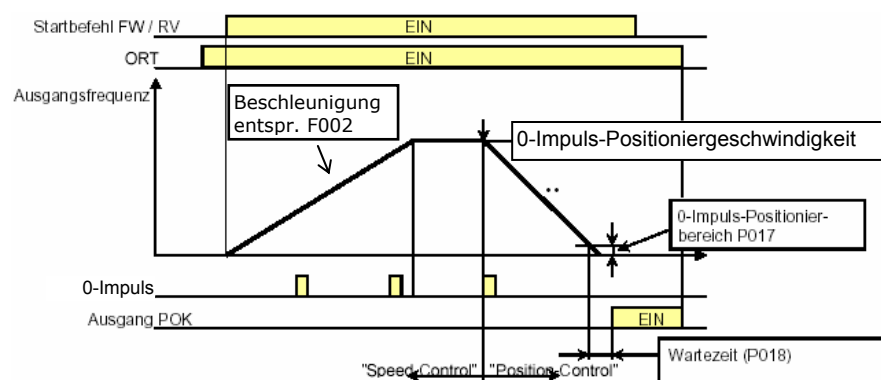 Startbefehl FW / RV
EIN
ORT
EIN
Ausgangsfrequenz
Beschleunigung
entspr. F002
0-Impuls-Positioniergeschwindigkeit
0-Impuls-Positionier-
bereich P017
0-Impuls
Ausgang POK
EIN
Wartezeit (P018)
"Speed-Control" "Position-Control"